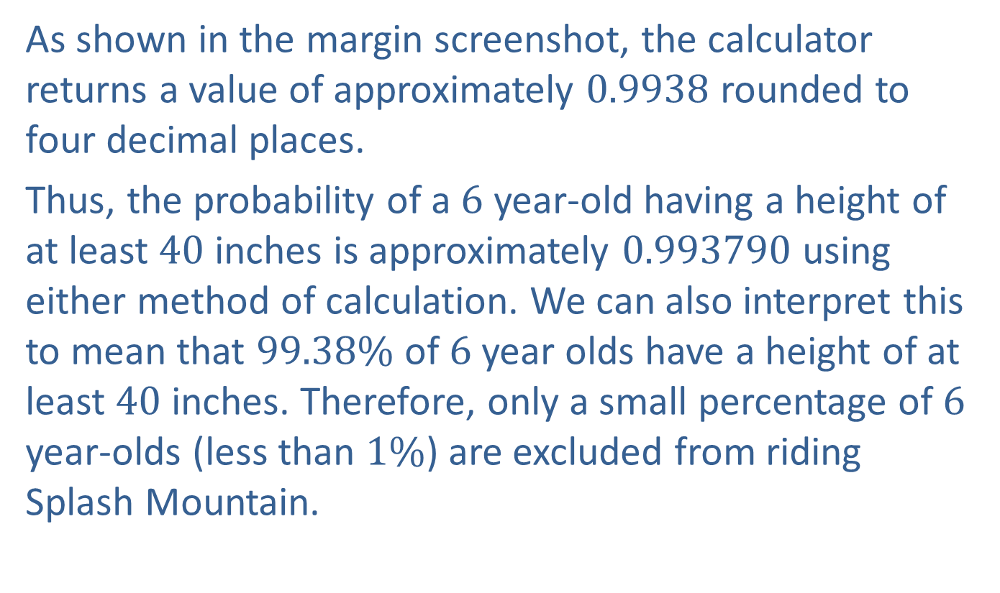 As shown in the margin screenshot, the calculator
returns a value of approximately 0.9938 rounded to
four decimal places.
Thus, the probability of a 6 year-old having a height of
at least 40 inches is approximately 0.993790 using
either method of calculation. We can also interpret this
to mean that 99.38% of 6 year olds have a height of at
least 40 inches. Therefore, only a small percentage of 6
year-olds (less than 1%) are excluded from riding
Splash Mountain.